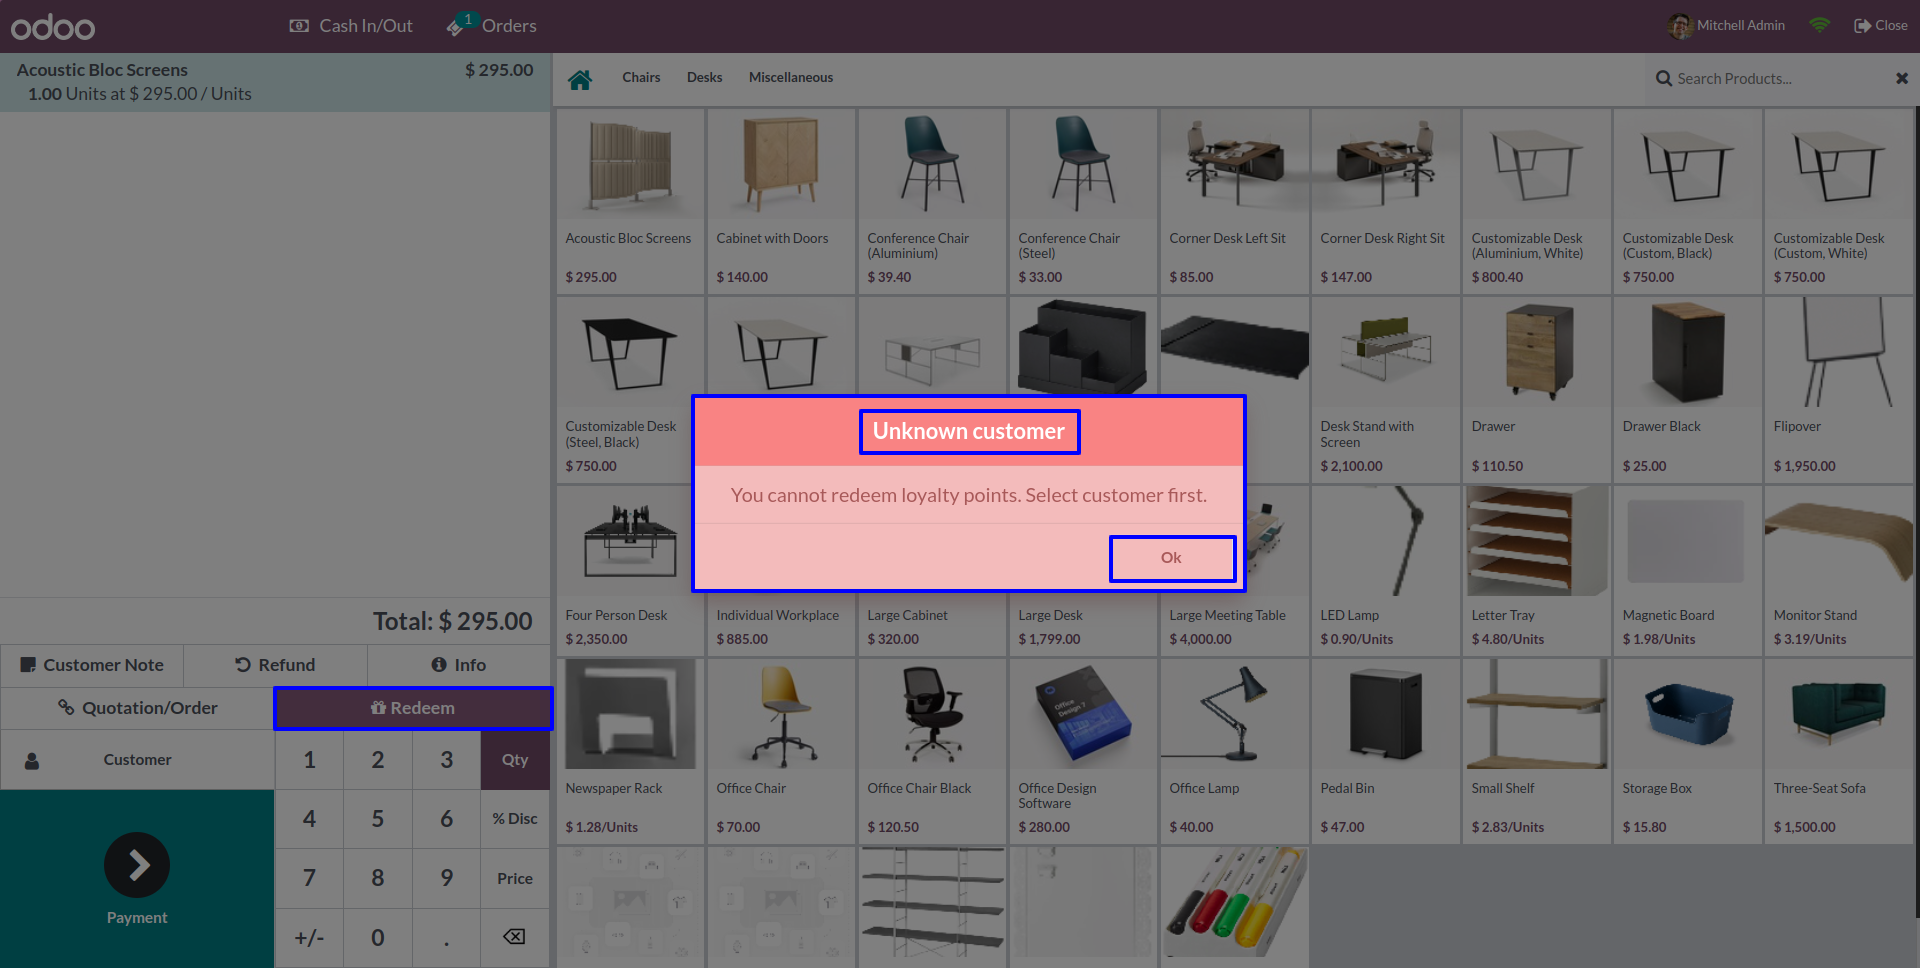 odoo
Cash In/Out
1
Orders
Mitchell Admin
Close
Acoustic Bloc Screens
$ 295.00
1.00 Units at $ 295.00 / Units
Chairs
Desks
Miscellaneous
Search Products...
Acoustic Bloc Screens
$ 295.00
Cabinet with Doors
$ 140.00
Conference Chair
(Aluminium)
$ 39.40
Conference Chair
(Steel)
$ 33.00
Corner Desk Left Sit
$ 85.00
Corner Desk Right Sit
$ 147.00
Customizable Desk
(Aluminium, White)
$ 800.40
Customizable Desk
(Custom, Black)
$ 750.00
Customizable Desk
(Custom, White)
$ 750.00
Customizable Desk
(Steel, Black)
$ 750.00
Desk Stand with
Screen
$ 2,100.00
Drawer
$ 110.50
Drawer Black
$ 25.00
Flipover
$ 1,950.00
Unknown customer
You cannot redeem loyalty points. Select customer first.
Ok
Four Person Desk
$ 2,350.00
Individual Workplace
$ 885.00
Large Cabinet
$ 320.00
Large Desk
$ 1,799.00
Large Meeting Table
$ 4,000.00
LED Lamp
$ 0.90/Units
Letter Tray
$ 4.80/Units
Magnetic Board
$ 1.98/Units
Monitor Stand
$ 3.19/Units
Newspaper Rack
$ 1.28/Units
Office Chair
$ 70.00
Office Chair Black
$ 120.50
Office
Design 7
Office Design
Software
$ 280.00
Office Lamp
$ 40.00
Pedal Bin
$ 47.00
Small Shelf
$ 2.83/Units
Storage Box
$ 15.80
Three-Seat Sofa
$ 1,500.00
Total: $ 295.00
Customer Note
Refund
Info
Quotation/Order
Redeem
Customer
1
2
3
Qty
4
5
6
% Disc
7
8
9
Price
+/-
0
.
Payment